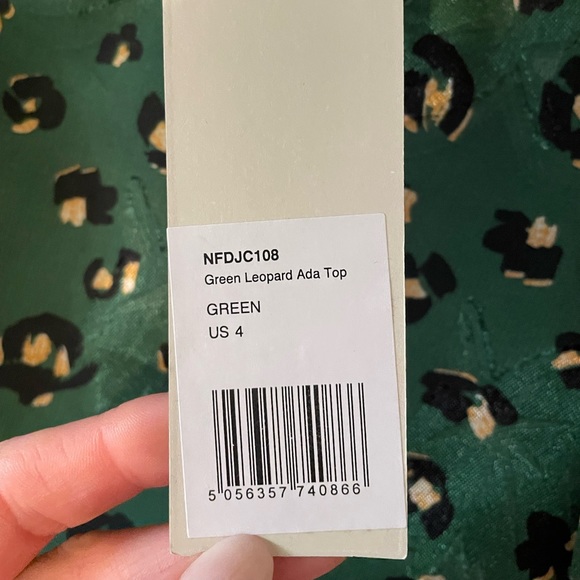 NFDJC108
Green Leopard Ada Top
GREEN
US 4
5 056357 740866